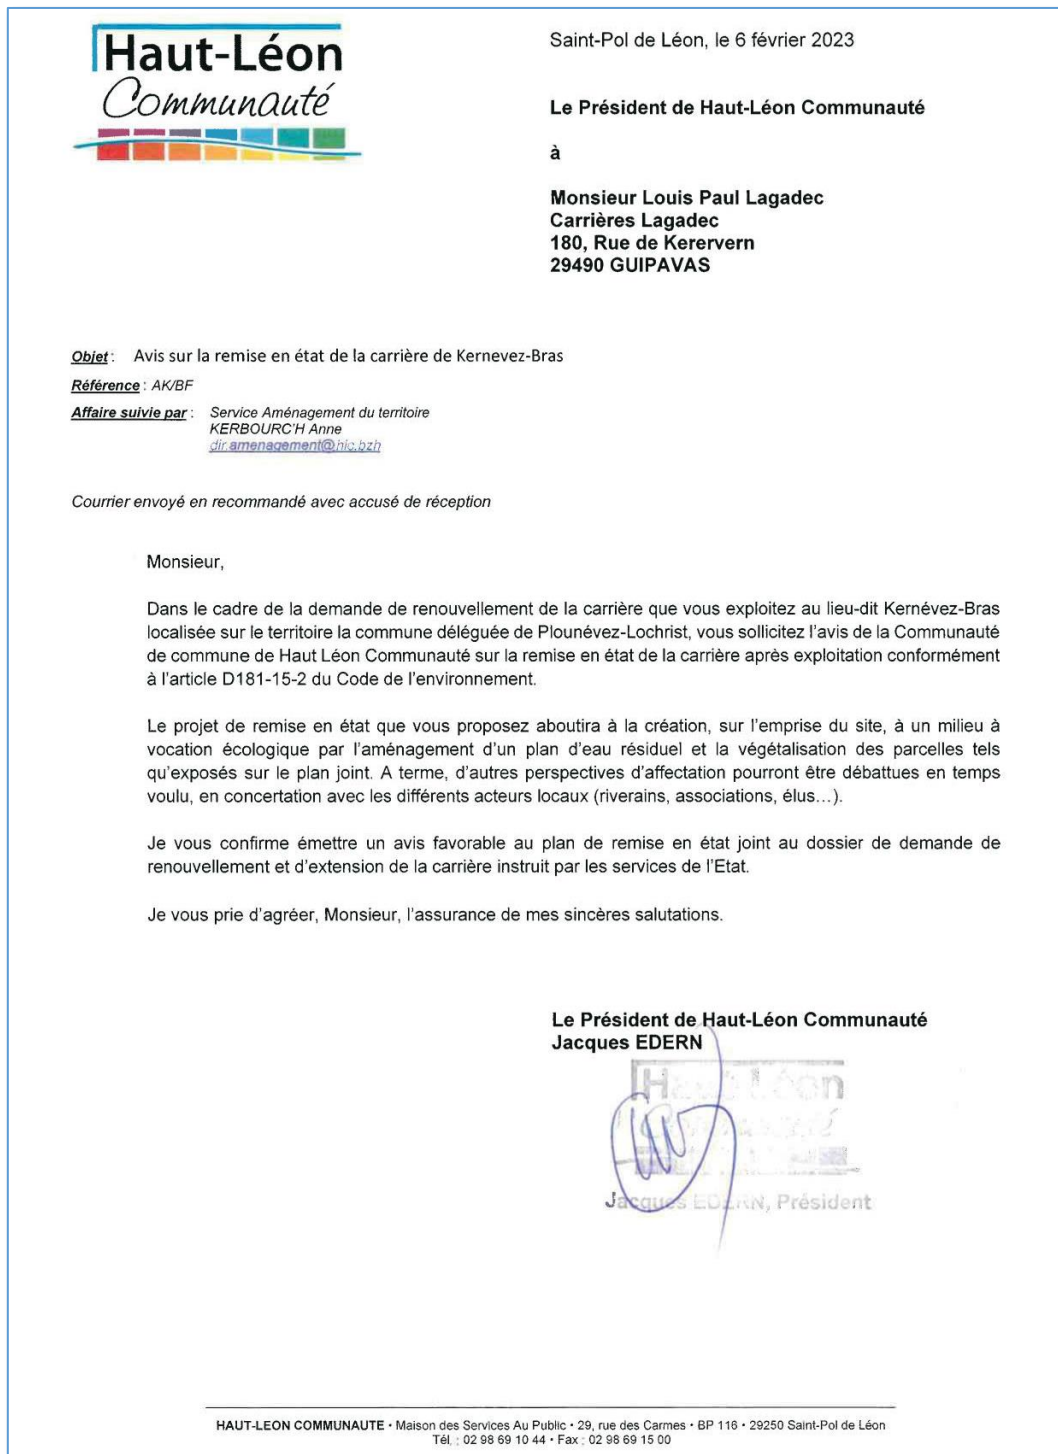 Haut-Léon
Communauté
Saint-Pol de Léon, le 6 février 2023
Le Président de Haut-Léon Communauté
à
Monsieur Louis Paul Lagadec
Carrières Lagadec
180, Rue de Kerervern
29490 GUIPAVAS
Objet : Avis sur la remise en état de la carrière de Kernevez-Bras
Référence : AK/BF
Affaire suivie par : Service Aménagement du territoire
KERBOURC'H Anne
dir.amenagement@hlc.bzh
Courrier envoyé en recommandé avec accusé de réception
Monsieur,
Dans le cadre de la demande de renouvellement de la carrière que vous exploitez au lieu-dit Kernévez-Bras
localisée sur le territoire la commune déléguée de Plounévez-Lochrist, vous sollicitez l'avis de la Communauté
de commune de Haut Léon Communauté sur la remise en état de la carrière après exploitation conformément
à l'article D181-15-2 du Code de l'environnement.
Le projet de remise en état que vous proposez aboutira à la création, sur l'emprise du site, à un milieu à
vocation écologique par l'aménagement d'un plan d'eau résiduel et la végétalisation des parcelles tels
qu'exposés sur le plan joint. A terme, d'autres perspectives d'affectation pourront être débattues en temps
voulu, en concertation avec les différents acteurs locaux (riverains, associations, élus…).
Je vous confirme émettre un avis favorable au plan de remise en état joint au dossier de demande de
renouvellement et d'extension de la carrière instruit par les services de l'Etat.
Je vous prie d'agréer, Monsieur, l'assurance de mes sincères salutations.
Le Président de Haut-Léon Communauté
Jacques EDERN
Haut-Léon
Communauté
Jacques EDERN, Président
HAUT-LEON COMMUNAUTE • Maison des Services Au Public • 29, rue des Carmes • BP 116 • 29250 Saint-Pol de Léon
Tél. : 02 98 69 10 44 • Fax : 02 98 69 15 00